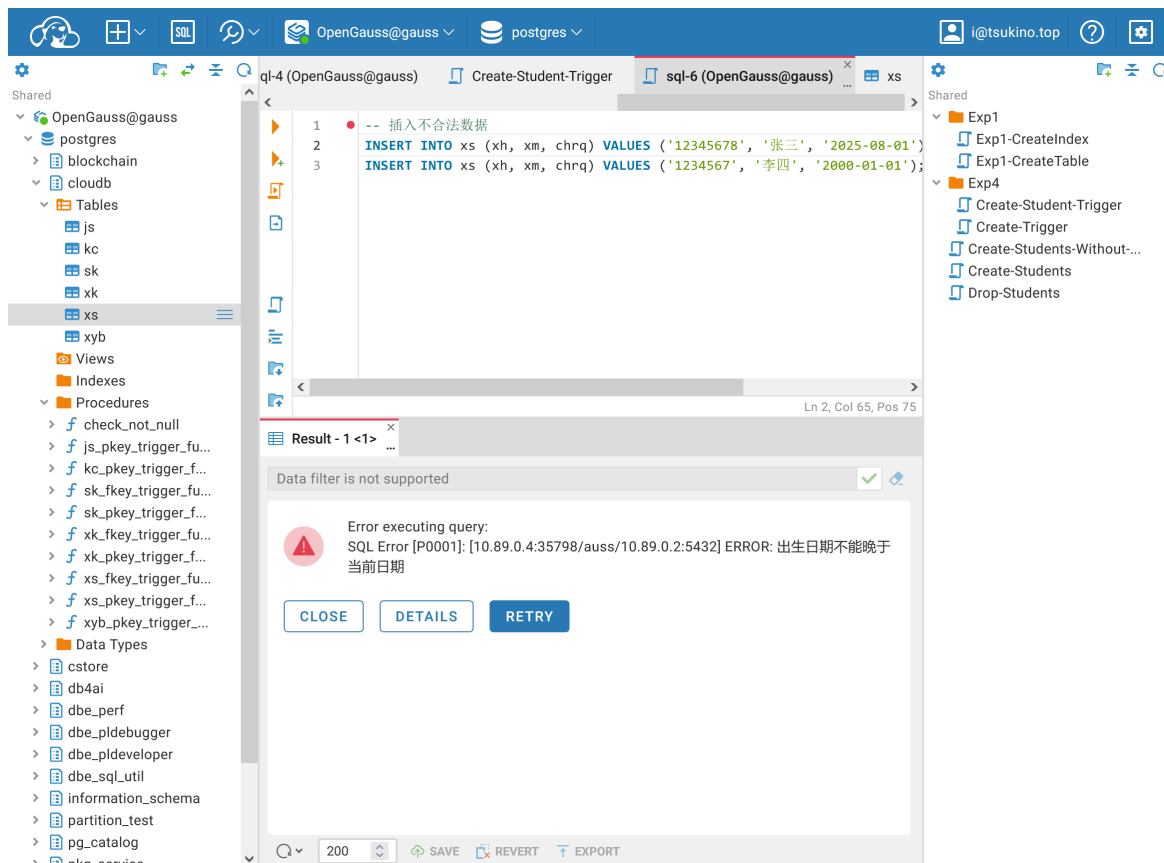 SQL
OpenGauss@gauss
postgres
i@tsukino.top
Shared
OpenGauss@gauss
postgres
blockchain
cloudb
Tables
js
kc
sk
xk
xs
xyb
Views
Indexes
Procedures
check_not_null
js_pkey_trigger_fu...
kc_pkey_trigger_f...
sk_fkey_trigger_fu...
sk_pkey_trigger_f...
xk_fkey_trigger_fu...
xk_pkey_trigger_f...
xs_fkey_trigger_fu...
xs_pkey_trigger_f...
xyb_pkey_trigger_...
Data Types
cstore
db4ai
dbe_perf
dbe_pldebugger
dbe_pldeveloper
dbe_sql_util
information_schema
partition_test
pg_catalog
pkg_service
ql-4 (OpenGauss@gauss)
Create-Student-Trigger
sql-6 (OpenGauss@gauss)
xs
1 -- 插入不合法数据
2 INSERT INTO xs (xh, xm, chrq) VALUES ('12345678', '张三', '2025-08-01')
3 INSERT INTO xs (xh, xm, chrq) VALUES ('1234567', '李四', '2000-01-01');
Ln 2, Col 65, Pos 75
Result - 1 <1>
Data filter is not supported
Error executing query:
SQL Error [P0001]: [10.89.0.4:35798/auss/10.89.0.2:5432] ERROR: 出生日期不能晚于
当前日期
CLOSE
DETAILS
RETRY
200
SAVE
REVERT
EXPORT
Shared
Exp1
Exp1-CreateIndex
Exp1-CreateTable
Exp4
Create-Student-Trigger
Create-Trigger
Create-Students-Without-...
Create-Students
Drop-Students